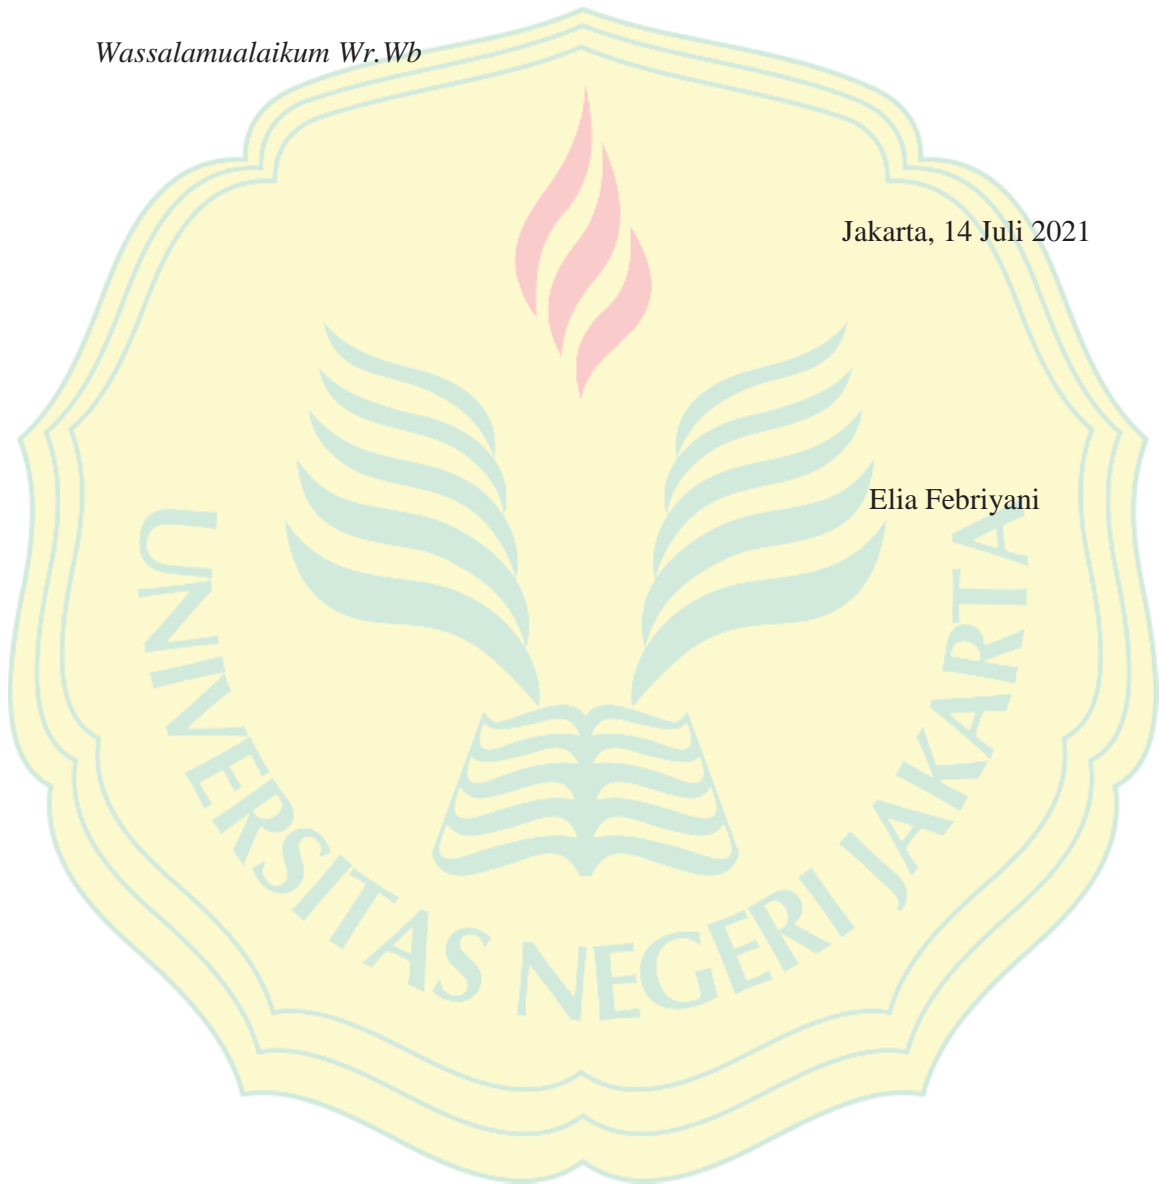 Wassalamualaikum Wr.Wb
Jakarta, 14 Juli 2021
Elia Febriyani
UNIVERSITAS NEGERI JAKARTA